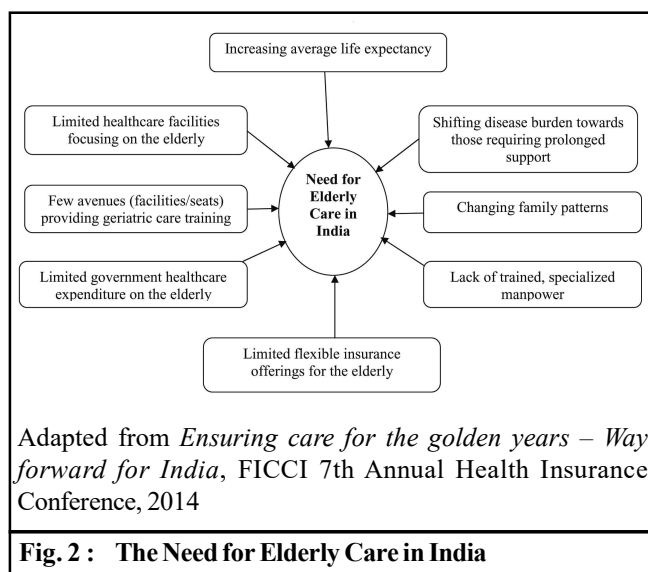 Increasing average life expectancy
Limited healthcare facilities
focusing on the elderly
Shifting disease burden towards
those requiring prolonged
support
Few avenues (facilities/seats)
providing geriatric care training
Need for
Elderly
Care in
India
Changing family patterns
Limited government healthcare
expenditure on the elderly
Lack of trained, specialized
manpower
Limited flexible insurance
offerings for the elderly
Adapted from Ensuring care for the golden years – Way
forward for India, FICCI 7th Annual Health Insurance
Conference, 2014
Fig. 2 : The Need for Elderly Care in India